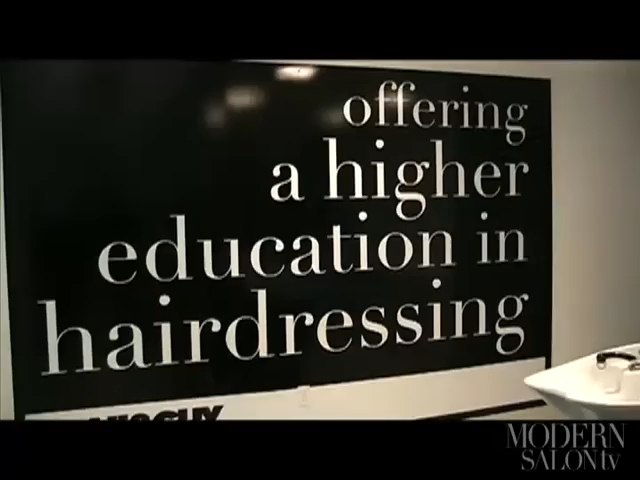 offering
a higher
education in
hairdressing
MODERN
SALONtv